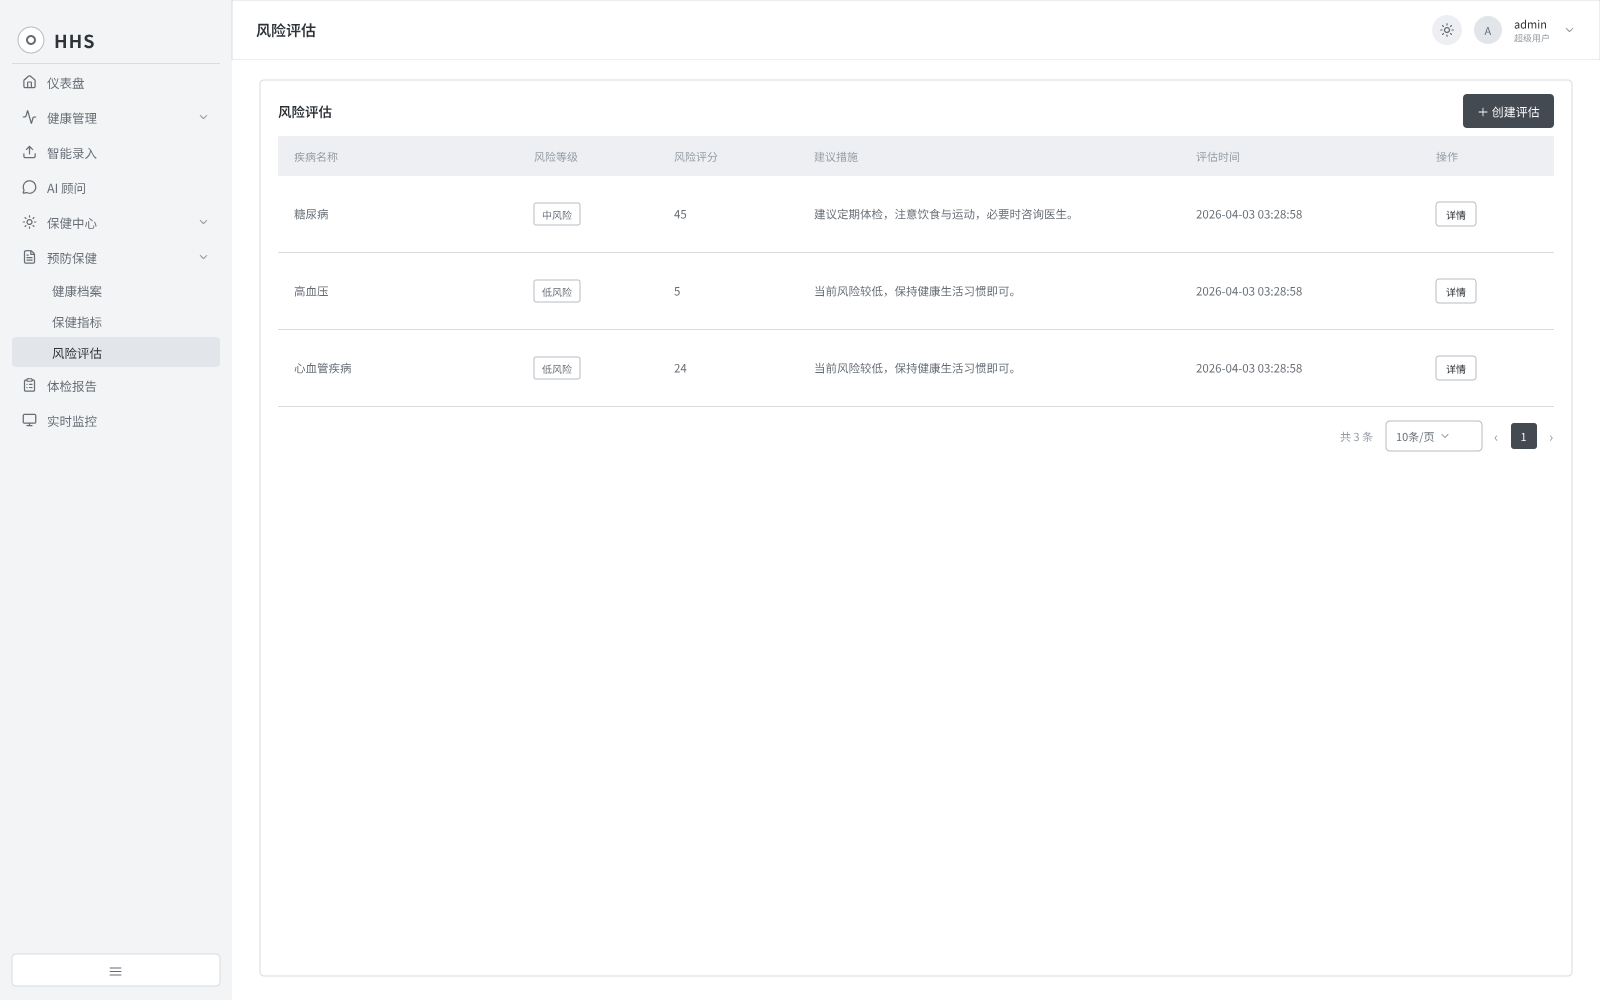 HHS
仪表盘
健康管理
智能录入
AI 顾问
保健中心
预防保健
健康档案
保健指标
风险评估
体检报告
实时监控
风险评估
A
admin
超级用户
风险评估
创建评估
疾病名称 风险等级 风险评分 建议措施 评估时间 操作
糖尿病 中风险 45 建议定期体检，注意饮食与运动，必要时咨询医生。 2026-04-03 03:28:58 详情
高血压 低风险 5 当前风险较低，保持健康生活习惯即可。 2026-04-03 03:28:58 详情
心血管疾病 低风险 24 当前风险较低，保持健康生活习惯即可。 2026-04-03 03:28:58 详情
共 3 条 10条/页 ‹ 1 ›